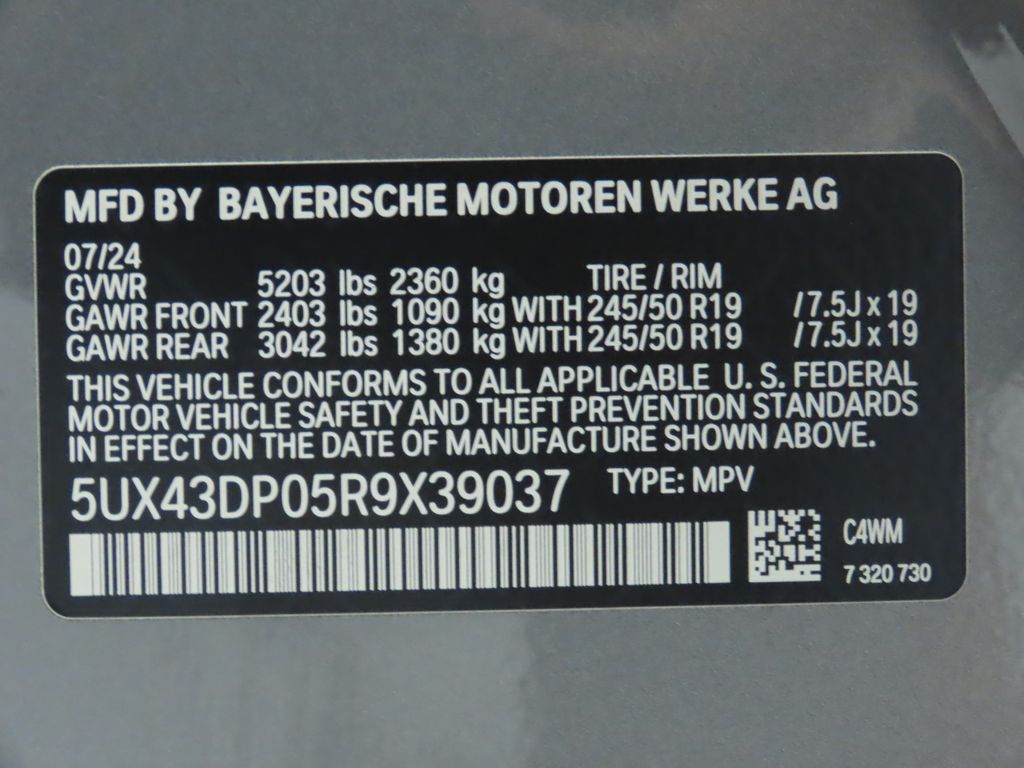 MFD BY BAYERISCHE MOTOREN WERKE AG
07/24
GVWR 5203 lbs 2360 kg TIRE / RIM
GAWR FRONT 2403 lbs 1090 kg WITH 245/50 R19 / 7.5J x 19
GAWR REAR 3042 lbs 1380 kg WITH 245/50 R19 / 7.5J x 19
THIS VEHICLE CONFORMS TO ALL APPLICABLE U. S. FEDERAL
MOTOR VEHICLE SAFETY AND THEFT PREVENTION STANDARDS
IN EFFECT ON THE DATE OF MANUFACTURE SHOWN ABOVE.
5UX43DP05R9X39037 TYPE: MPV
C4WM
7 320 730